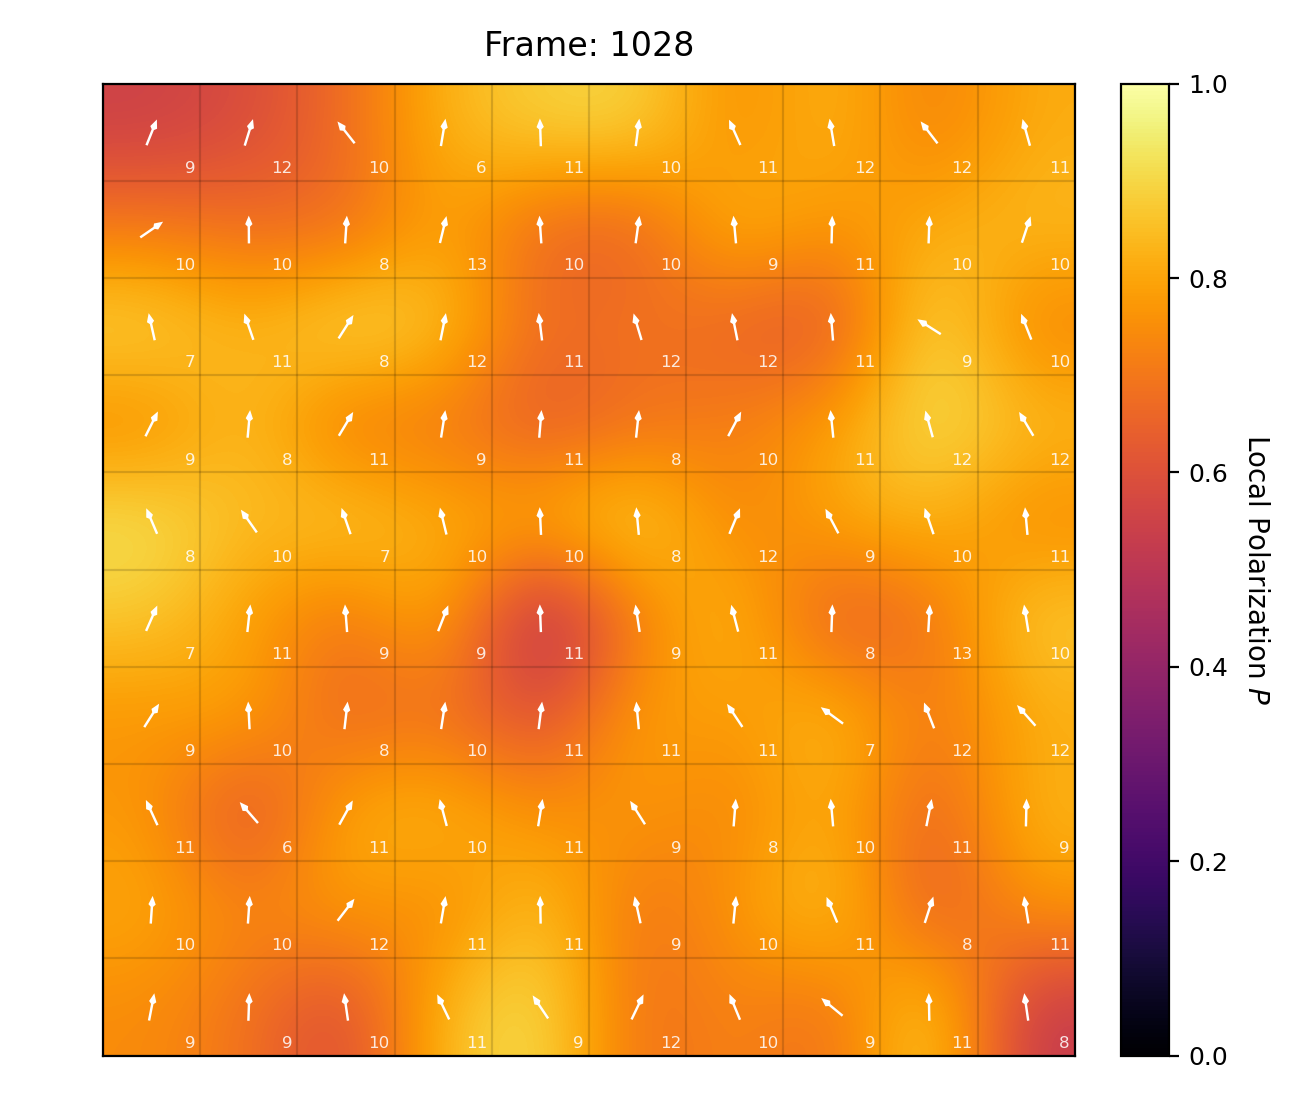 Frame: 1028
9 12 10 6 11 10 11 12 12 11
10 10 8 13 10 10 9 11 10 10
7 11 8 12 11 12 12 11 9 10
9 8 11 9 11 8 10 11 12 12
8 10 7 10 10 8 12 9 10 11
7 11 9 9 11 9 11 8 13 10
9 10 8 10 11 11 11 7 12 12
11 6 11 10 11 9 8 10 11 9
10 10 12 11 11 9 10 11 8 11
9 9 10 11 9 12 10 9 11 8
1.0
0.8
0.6
0.4
0.2
0.0
Local Polarization P